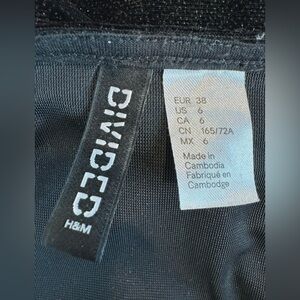 DIVIDED
H&M
EUR 38
US 6
CA 6
CN 165/72A
MX 6
Made in
Cambodia
Fabriqué en
Cambodge